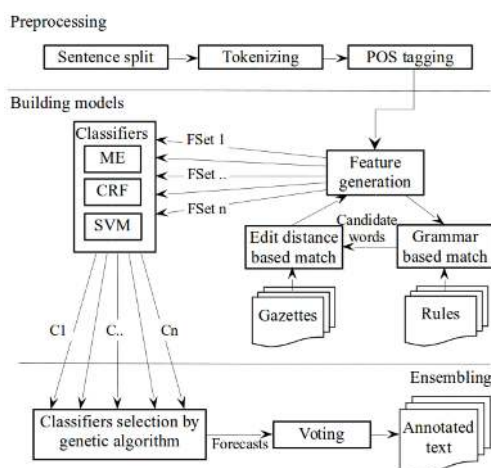 Preprocessing
Sentence split
Tokenizing
POS tagging
Building models
Classifiers
ME
CRF
SVM
FSet 1
FSet ..
FSet n
Feature
generation
Candidate
words
Edit distance
based match
Grammar
based match
Gazettes
Rules
C1
C..
Cn
Ensembling
Classifiers selection by
genetic algorithm
Forecasts
Voting
Annotated
text